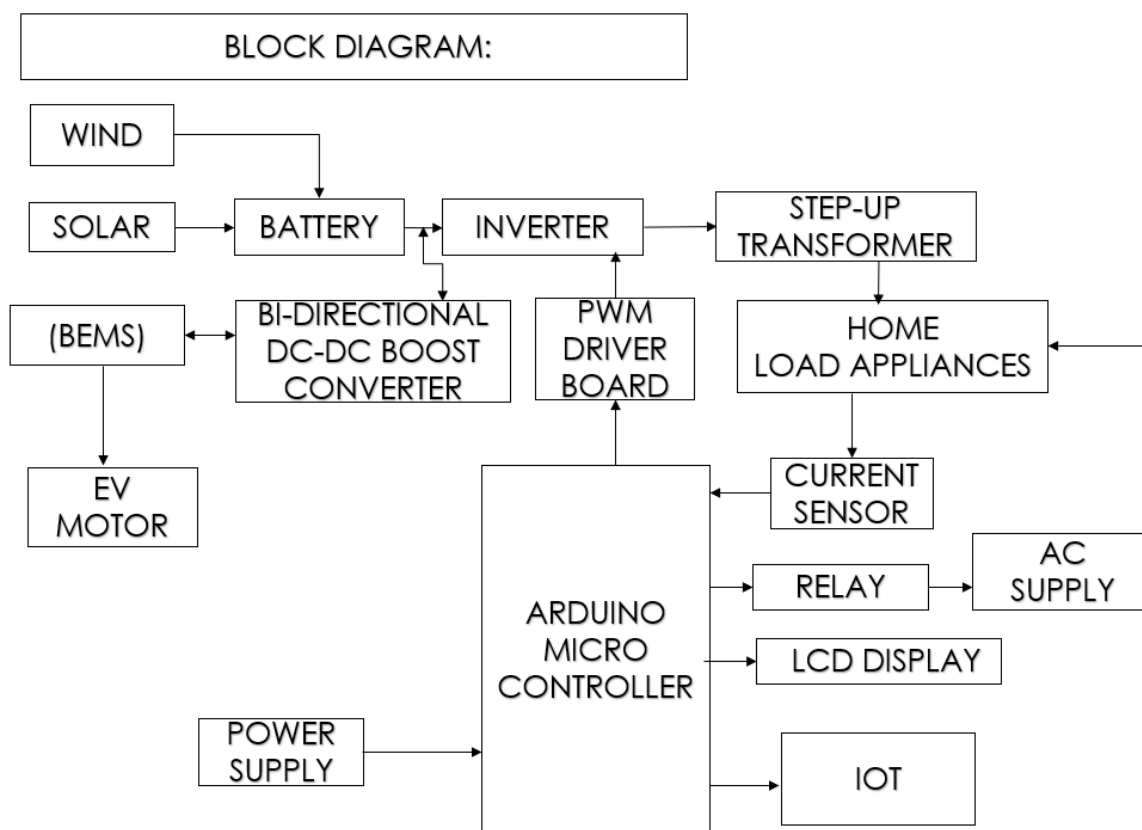 BLOCK DIAGRAM:
WIND
SOLAR
BATTERY
INVERTER
STEP-UP
TRANSFORMER
(BEMS)
BI-DIRECTIONAL
DC-DC BOOST
CONVERTER
PWM
DRIVER
BOARD
HOME
LOAD APPLIANCES
EV
MOTOR
CURRENT
SENSOR
RELAY
AC
SUPPLY
ARDUINO
MICRO
CONTROLLER
LCD DISPLAY
POWER
SUPPLY
IOT